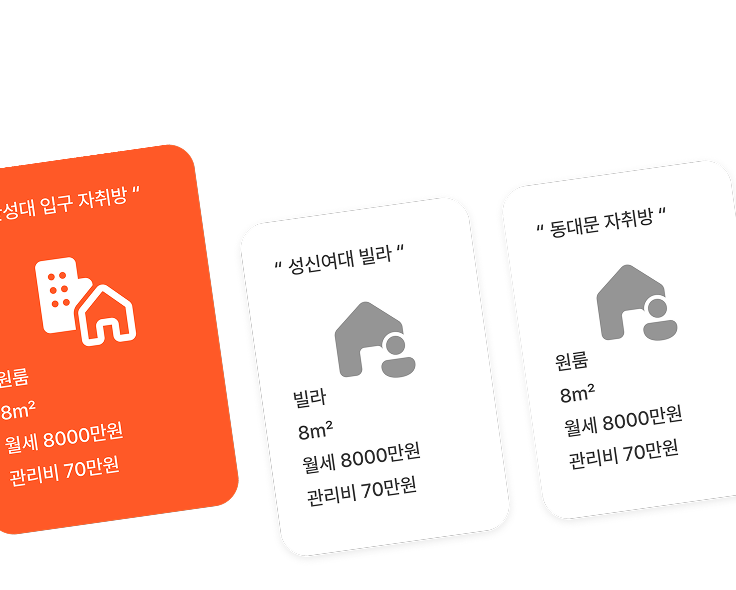 성대 입구 자취방 “
원룸
8m²
월세 8000만원
관리비 70만원
“ 성신여대 빌라 “
빌라
8m²
월세 8000만원
관리비 70만원
“ 동대문 자취방 “
원룸
8m²
월세 8000만원
관리비 70만원